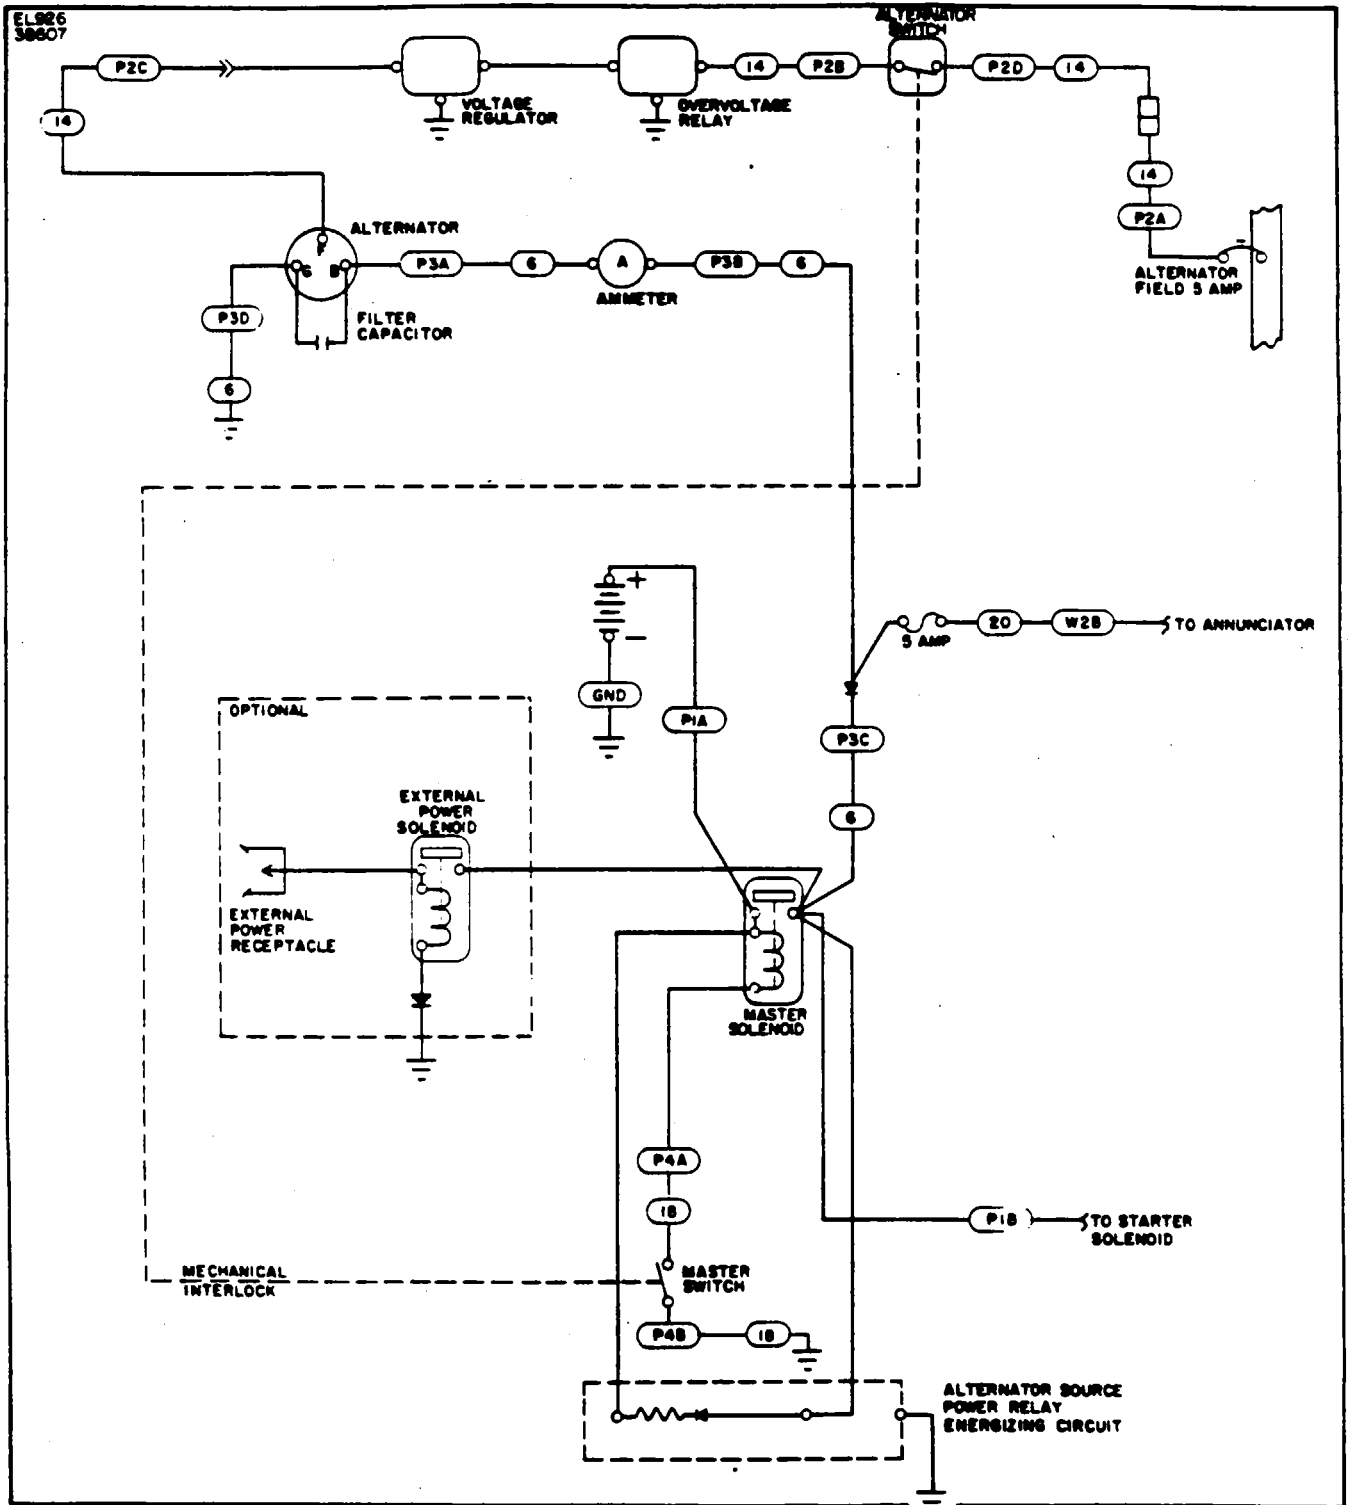 EL926
38607
ALTERNATOR
SWITCH
P2C
14
P2B
P2D
14
14
VOLTAGE
REGULATOR
OVERVOLTAGE
RELAY
14
P2A
ALTERNATOR
FIELD 5 AMP
ALTERNATOR
F
G B
P3A
6
A
P3B
6
AMMETER
P3D
FILTER
CAPACITOR
6
+
-
GND
P1A
5 AMP
20
W2B
TO ANNUNCIATOR
P3C
6
OPTIONAL
EXTERNAL
POWER
SOLENOID
EXTERNAL
POWER
RECEPTACLE
MASTER
SOLENOID
P4A
18
P1B
TO STARTER
SOLENOID
MECHANICAL
INTERLOCK
MASTER
SWITCH
P4B
18
ALTERNATOR SOURCE
POWER RELAY
ENERGIZING CIRCUIT